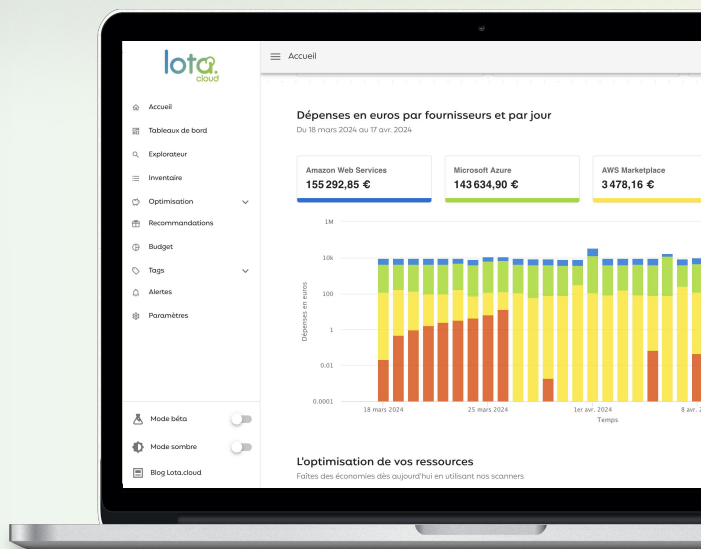 lota.
cloud
Accueil
Accueil
Tableaux de bord
Explorateur
Inventaire
Optimisation
Recommandations
Budget
Tags
Alertes
Paramètres
Mode béta
Mode sombre
Blog Lota.cloud
Dépenses en euros par fournisseurs et par jour
Du 18 mars 2024 au 17 avr. 2024
Amazon Web Services
155 292,85 €
Microsoft Azure
143 634,90 €
AWS Marketplace
3 478,16 €
Dépenses en euros
1M
10k
100
1
0.01
0.0001
18 mars 2024
25 mars 2024
1er avr. 2024
8 avr. 2
Temps
L'optimisation de vos ressources
Faites des économies dès aujourd'hui en utilisant nos scanners